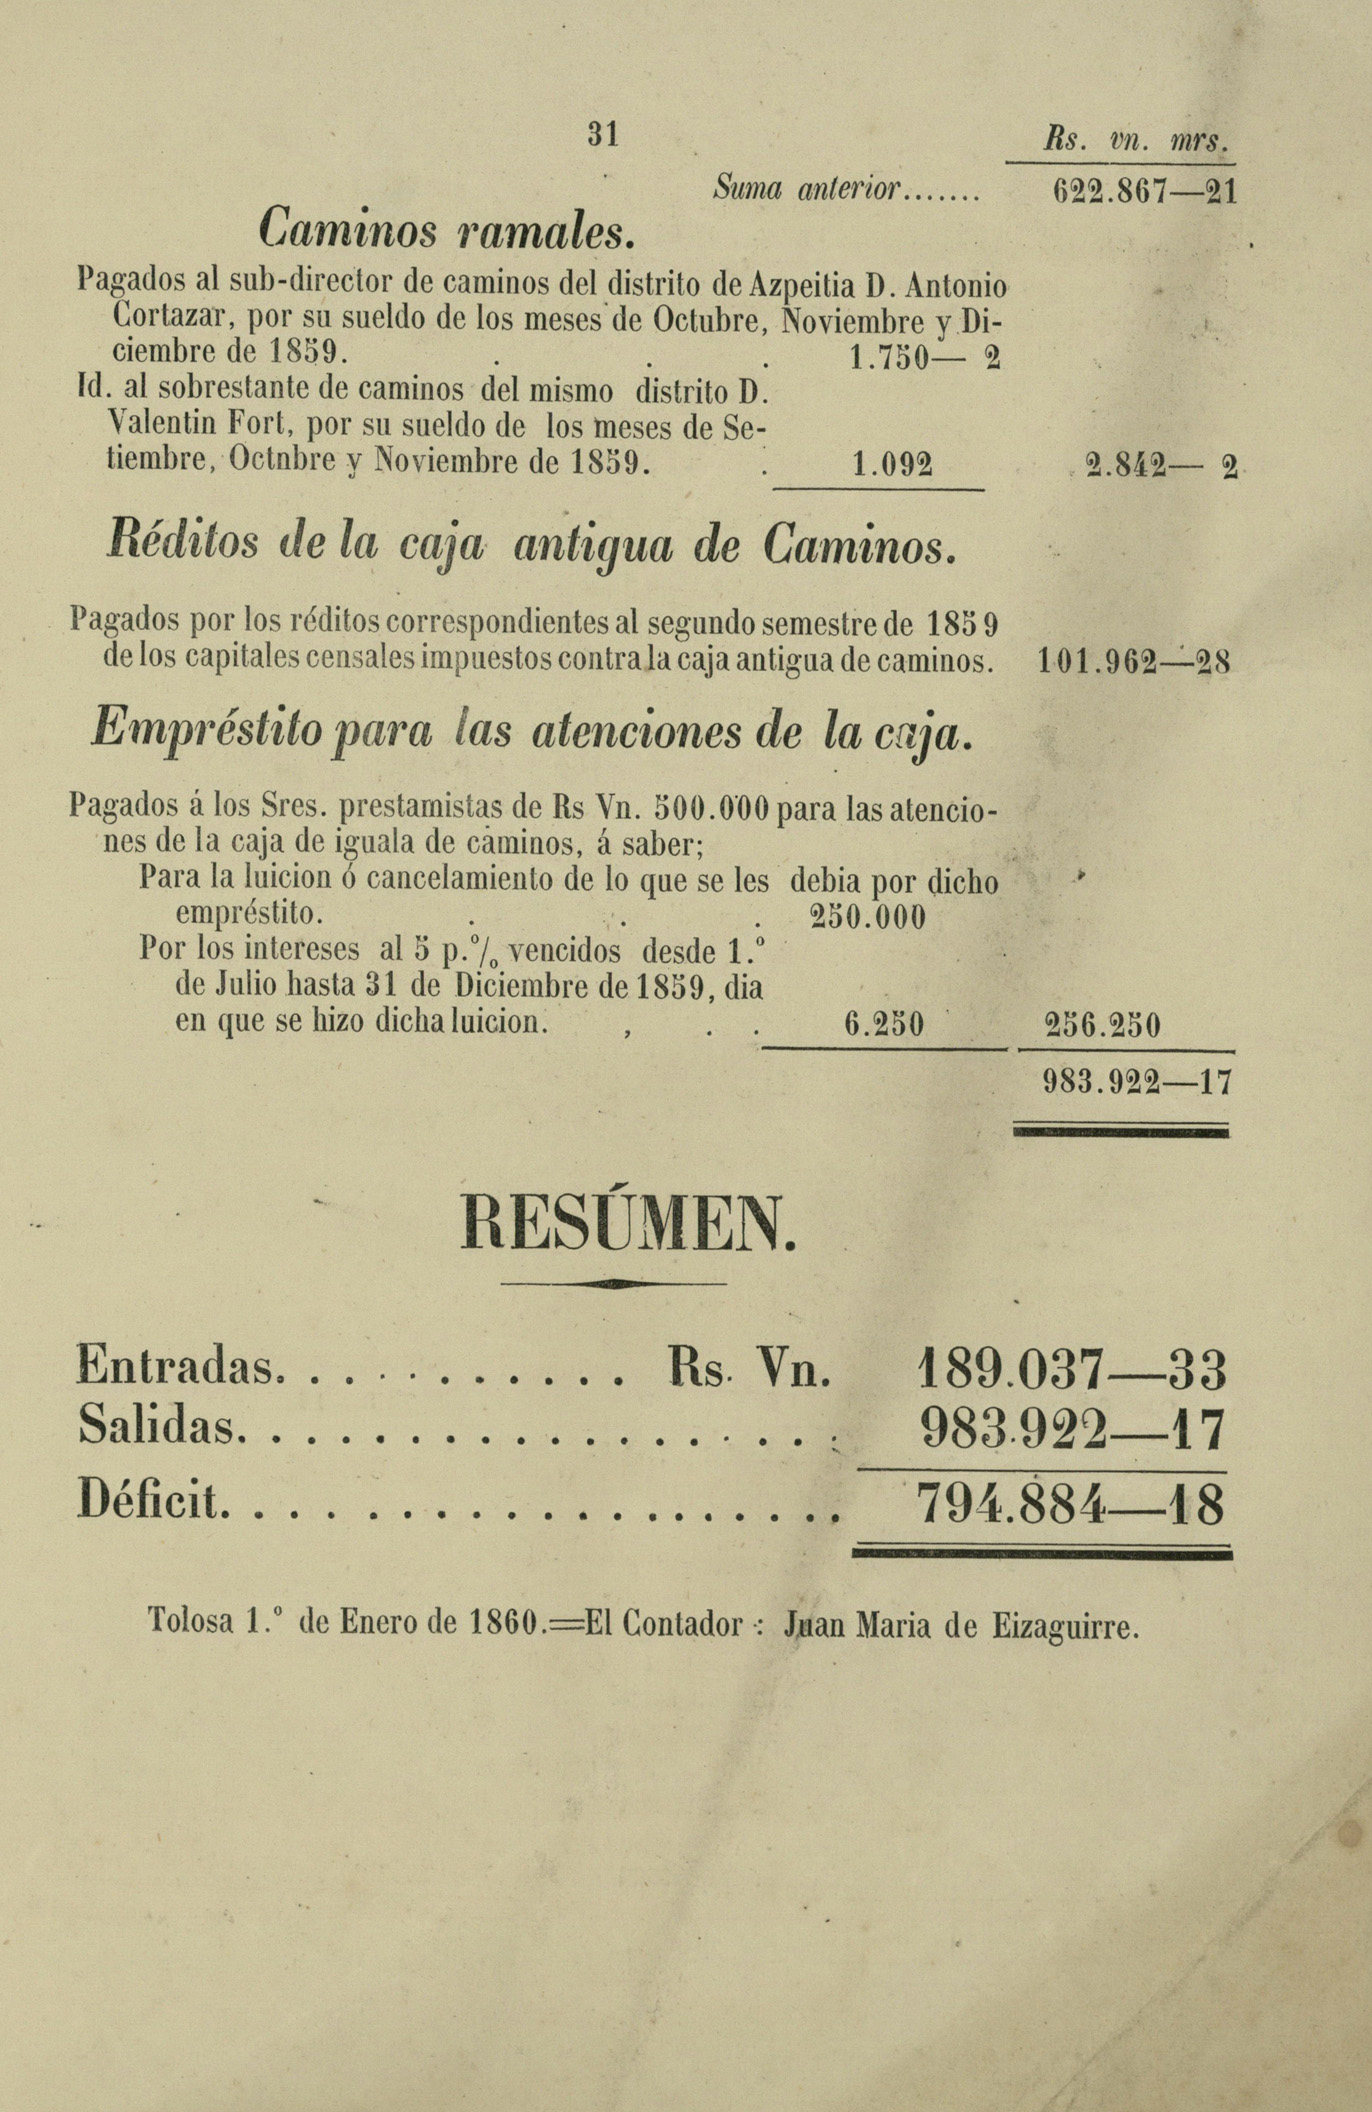 31
Rs. vn. mrs.
Suma anterior....... 622.867—21
Caminos ramales.
Pagados al sub-director de caminos del distrito de Azpeitia D. Antonio
Cortazar, por su sueldo de los meses de Octubre, Noviembre y Di-
ciembre de 1859. . . . 1.750— 2
Id. al sobrestante de caminos del mismo distrito D.
Valentin Fort, por su sueldo de los meses de Se-
tiembre, Octnbre y Noviembre de 1859. . 1.092 2.842— 2
Réditos de la caja antigua de Caminos.
Pagados por los réditos correspondientes al segundo semestre de 1859
de los capitales censales impuestos contra la caja antigua de caminos. 101.962—28
Empréstito para las atenciones de la caja.
Pagados á los Sres. prestamistas de Rs Vn. 500.000 para las atencio-
nes de la caja de iguala de caminos, á saber;
Para la luicion ó cancelamiento de lo que se les debia por dicho
empréstito. . . . 250.000
Por los intereses al 5 p.º/o vencidos desde 1.º
de Julio hasta 31 de Diciembre de 1859, dia
en que se hizo dicha luicion. , . . 6.250 256.250
983.922—17
RESÚMEN.
Entradas. . . . . . . . . . . Rs. Vn. 189.037—33
Salidas. . . . . . . . . . . . . . . . . . 983.922—17
Déficit. . . . . . . . . . . . . . . . . . . 794.884—18
Tolosa 1.º de Enero de 1860.=El Contador : Juan Maria de Eizaguirre.